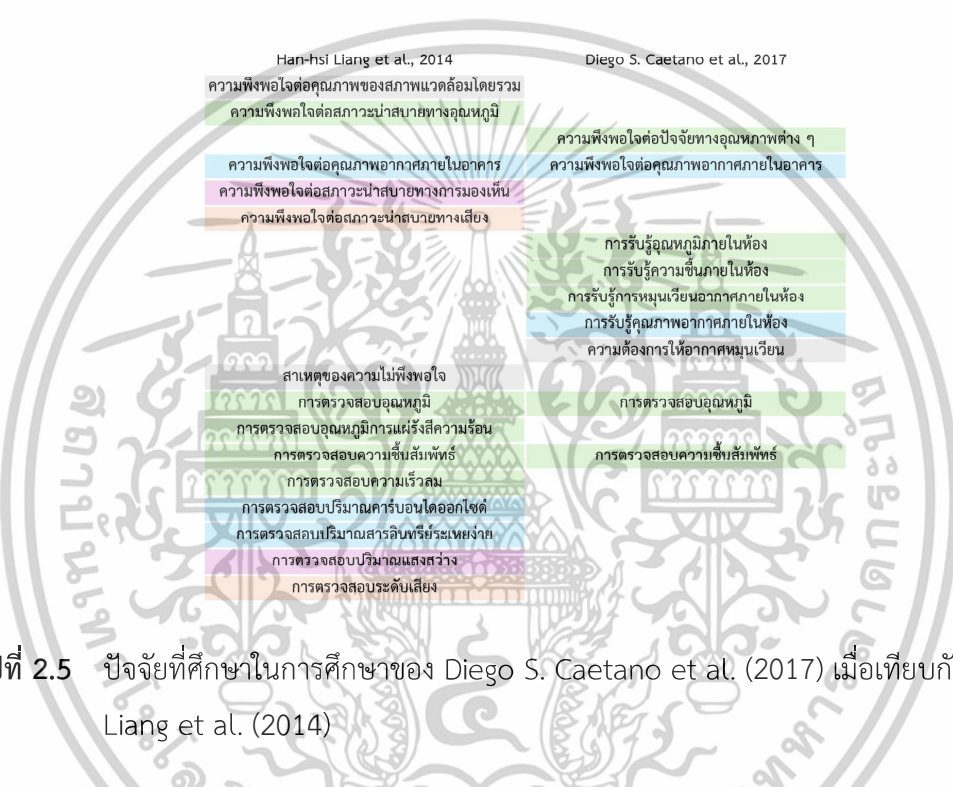 Han-hsi Liang et al., 2014 Diego S. Caetano et al., 2017
ความพึงพอใจต่อคุณภาพของสภาพแวดล้อมโดยรวม
ความพึงพอใจต่อสภาวะน่าสบายทางอุณหภูมิ
ความพึงพอใจต่อปัจจัยทางอุณหภาพต่าง ๆ
ความพึงพอใจต่อคุณภาพอากาศภายในอาคาร ความพึงพอใจต่อคุณภาพอากาศภายในอาคาร
ความพึงพอใจต่อสภาวะน่าสบายทางการมองเห็น
ความพึงพอใจต่อสภาวะน่าสบายทางเสียง
การรับรู้อุณหภูมิภายในห้อง
การรับรู้ความชื้นภายในห้อง
การรับรู้การหมุนเวียนอากาศภายในห้อง
การรับรู้คุณภาพอากาศภายในห้อง
ความต้องการให้อากาศหมุนเวียน
สาเหตุของความไม่พึงพอใจ
การตรวจสอบอุณหภูมิ การตรวจสอบอุณหภูมิ
การตรวจสอบอุณหภูมิการแผ่รังสีความร้อน
การตรวจสอบความชื้นสัมพัทธ์ การตรวจสอบความชื้นสัมพัทธ์
การตรวจสอบความเร็วลม
การตรวจสอบปริมาณคาร์บอนไดออกไซด์
การตรวจสอบปริมาณสารอินทรีย์ระเหยง่าย
การตรวจสอบปริมาณแสงสว่าง
การตรวจสอบระดับเสียง
ที่ 2.5 ปัจจัยที่ศึกษาในการศึกษาของ Diego S. Caetano et al. (2017) เมื่อเทียบกั
Liang et al. (2014)